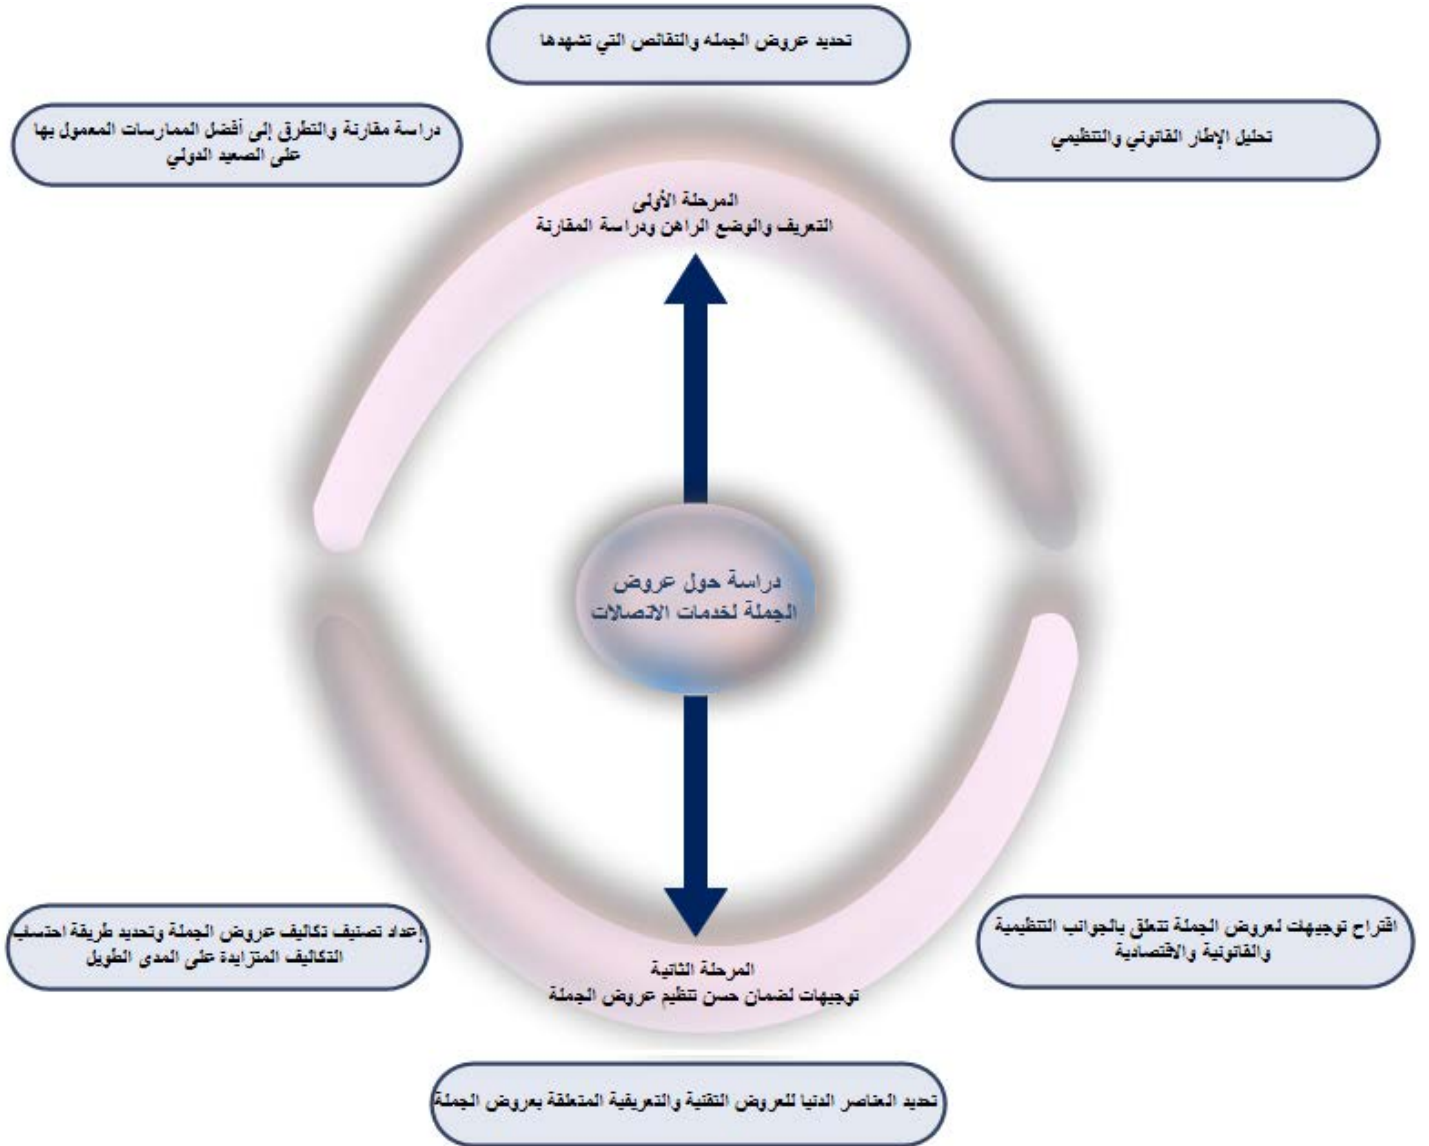 تحديد عروض الجمله والنقائص التي تشهدها
تحليل الإطار القانوني والتنظيمي
دراسة مقارنة والتطرق إلى أفضل الممارسات المعمول بها
على الصعيد الدولي
المرحلة الأولى
التعريف والوضع الراهن ودراسة المقارنة
دراسة حول عروض
الجملة لخدمات الاتصالات
المرحلة الثانية
توجيهات لضمان حسن تنظيم عروض الجملة
اقتراح توجيهات لعروض الجملة تتعلق بالجوانب التنظيمية
والقانونية والاقتصادية
إعداد تصنيف تكاليف عروض الجملة وتحديد طريقة احتسب
التكاليف المتزايدة على المدى الطويل
تحديد العناصر الدنيا للعروض التقنية والتعريفية المتعلقة بعروض الجملة